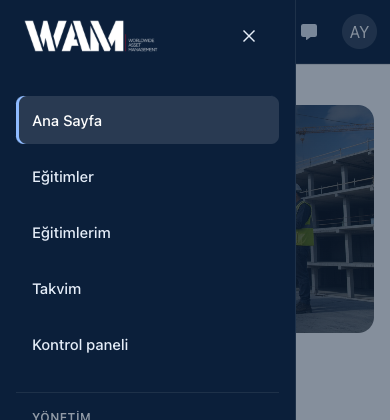 WAM
WORLDWIDE
ASSET
MANAGEMENT
AY
Ana Sayfa
Eğitimler
Eğitimlerim
Takvim
Kontrol paneli
YÖNETİM